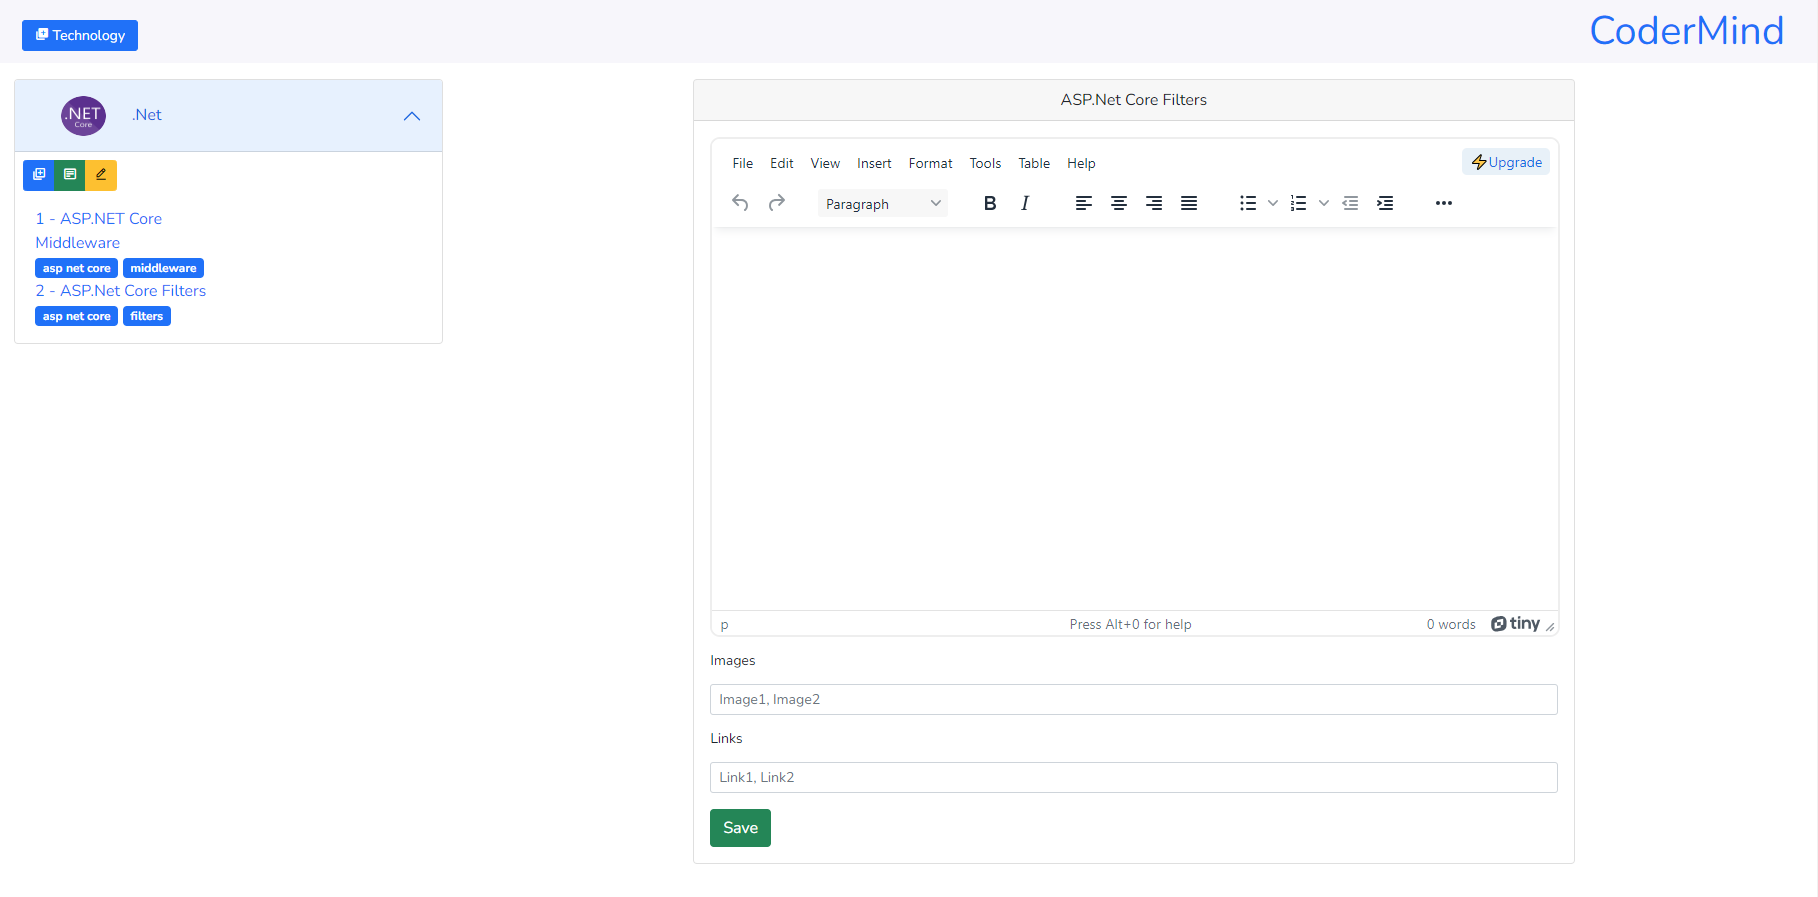 Technology
CoderMind
.NET
Core
.Net
1 - ASP.NET Core
Middleware
asp net core middleware
2 - ASP.Net Core Filters
asp net core filters
ASP.Net Core Filters
File Edit View Insert Format Tools Table Help
⚡Upgrade
Paragraph B I
p Press Alt+0 for help 0 words tiny
Images
Image1, Image2
Links
Link1, Link2
Save